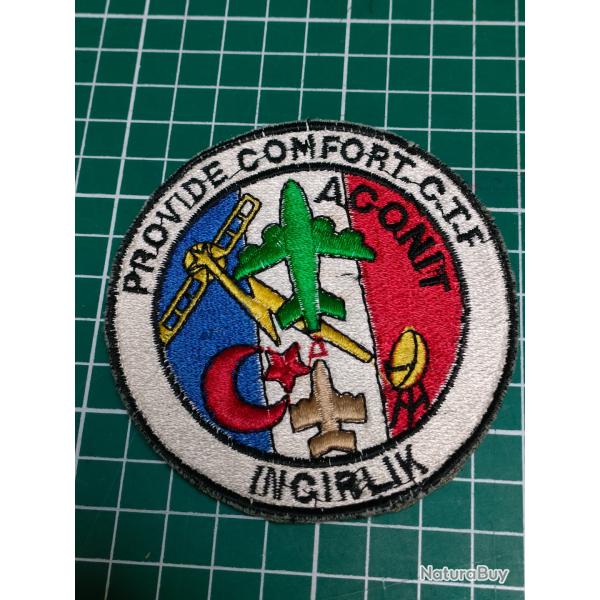 PROVIDE COMFORT C.T.F
ACONIT
A
INCIRLIK
NaturaBuy